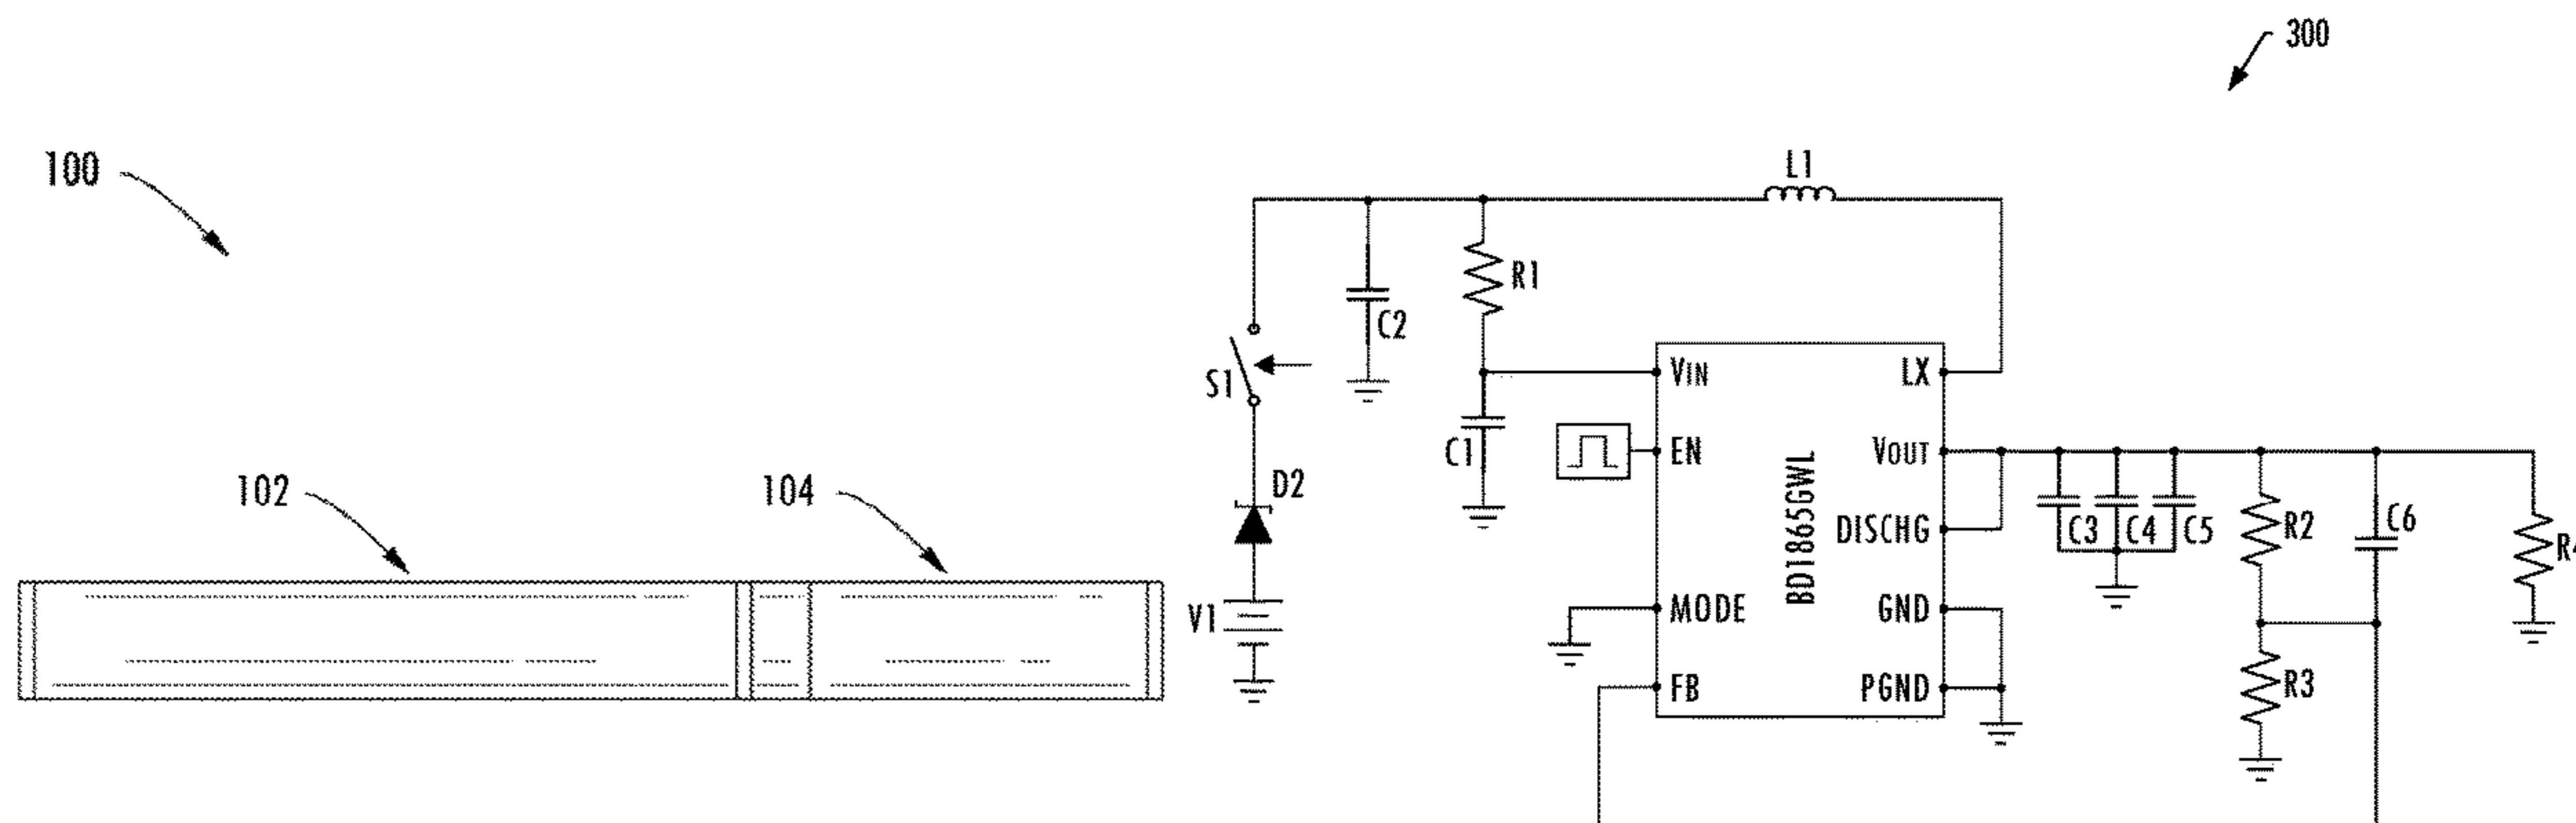 300
100
L1
R1
C2
S1
VIN
LX
C1
EN
VOUT
D2
102
104
BD1865GWL
DISCHG
C3
C4
C5
R2
C6
R4
V1
MODE
GND
FB
PGND
R3